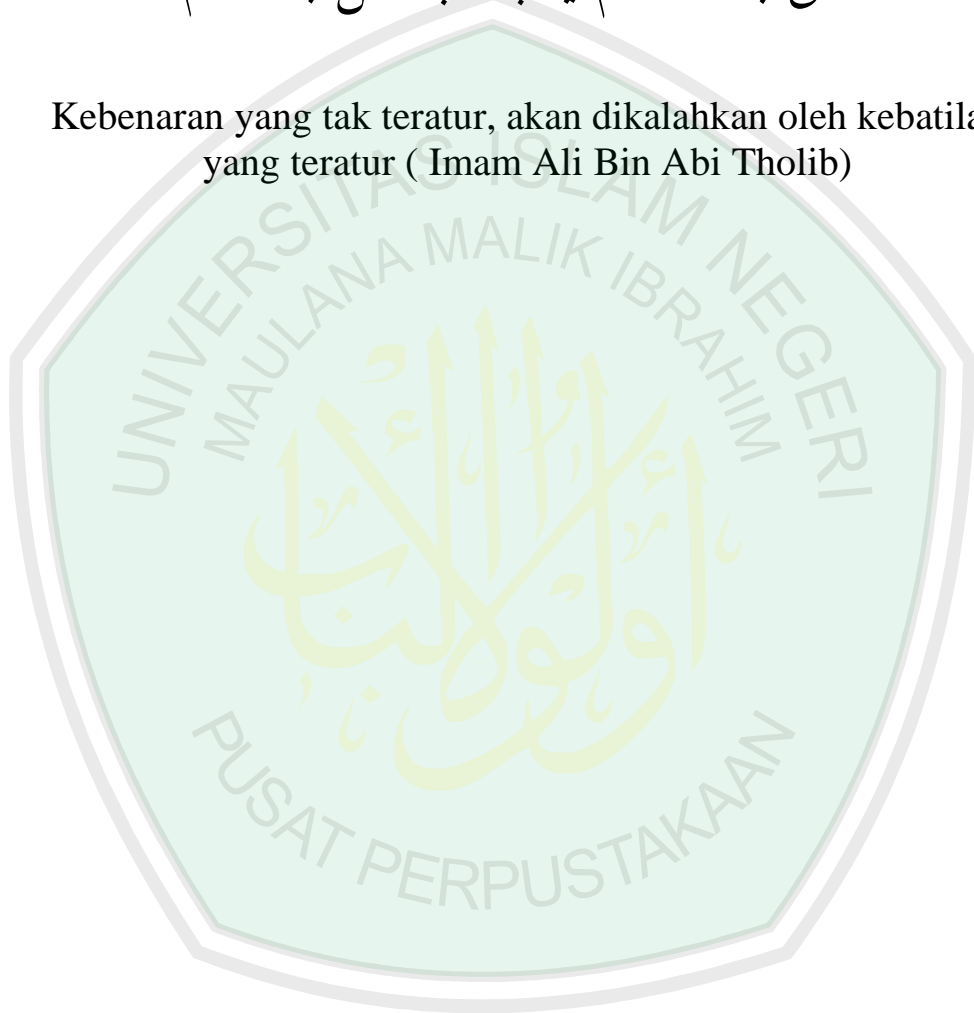 Kebenaran yang tak teratur, akan dikalahkan oleh kebatila
yang teratur ( Imam Ali Bin Abi Tholib)
UNIVERSITAS ISLAM NEGERI
MAULANA MALIK IBRAHIM
PUSAT PERPUSTAKAAN